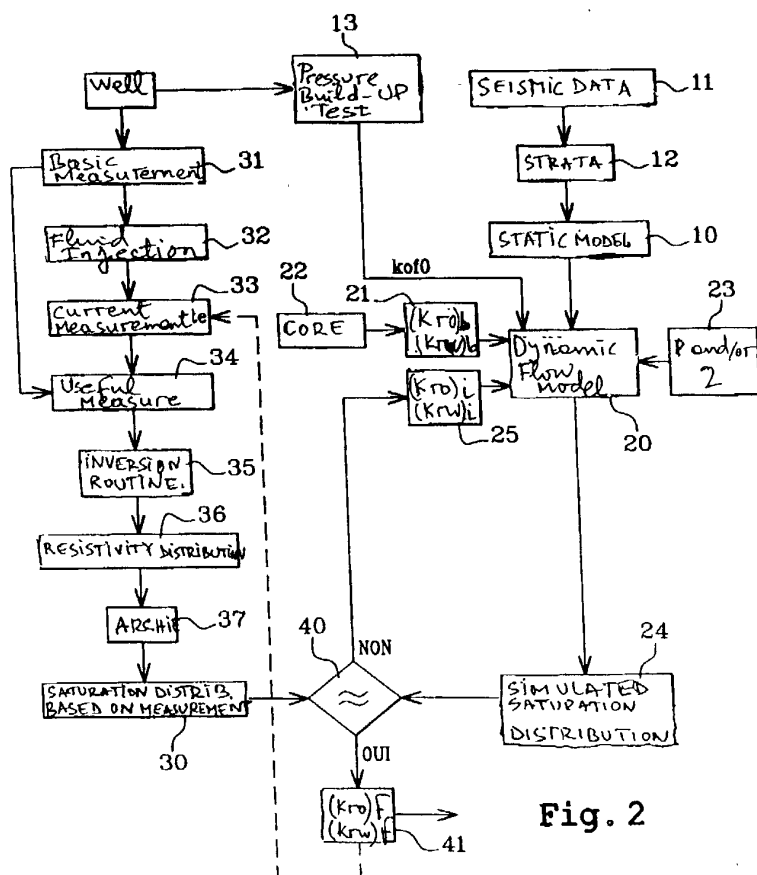 13
Well
Pressure
Build-UP
Test
SEISMIC DATA
11
Basic
Measurement
31
STRATA
12
Fluid
Injection
32
STATIC MODEL
10
kof0
33
Current
Measurement
22
CORE
21
(Kro)b
(Krw)b
Dynamic
Flow
Model
20
23
P and/or
2
34
Useful
Measure
(Kro)i
(Krw)i
25
INVERSION
ROUTINE.
35
36
RESISTIVITY DISTRIBUTION
ARCHIE
37
NON
40
≈
24
SIMULATED
SATURATION
DISTRIBUTION
SATURATION DISTRIB.
BASED ON MEASUREMENT
30
OUI
(Kro)F
(Krw)F
41
Fig. 2